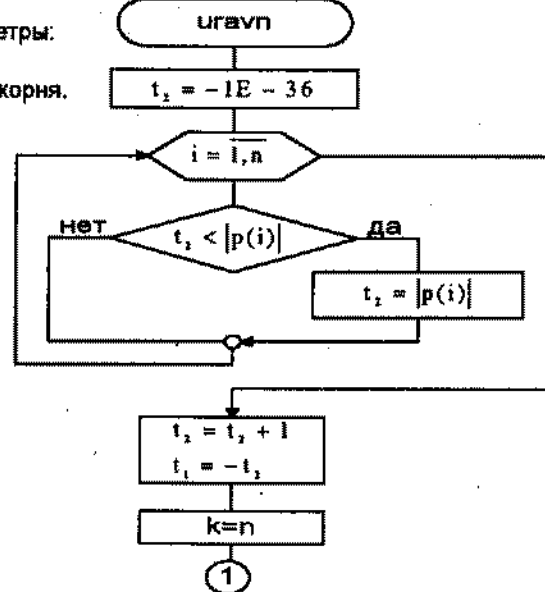 етры:
uravn
корня.
t₂ = -1E - 36
i = 1,n
нет
t₂ < |p(i)|
да
t₂ = |p(i)|
t₂ = t₂ + 1
t₁ = -t₂
k=n
1